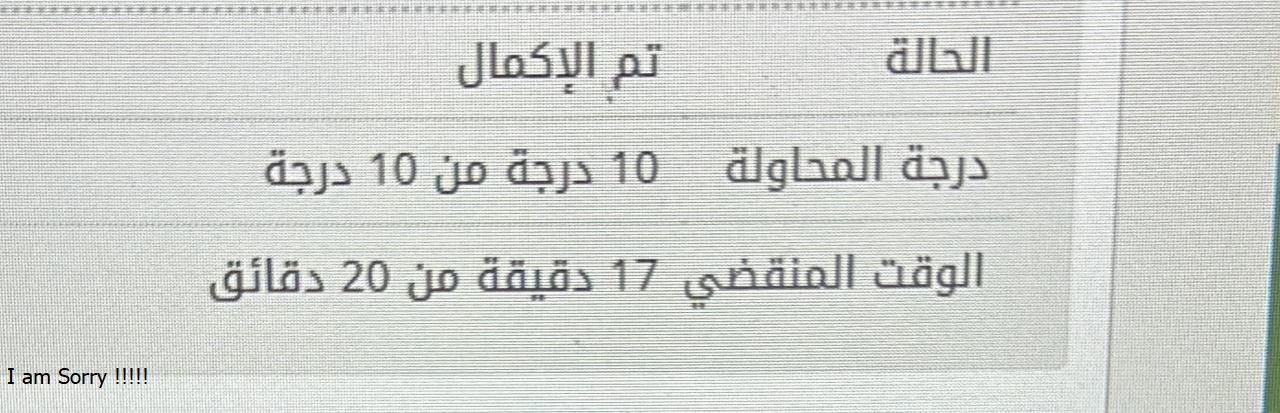 الحالة تم الإكمال
درجة المحاولة 10 درجة من 10 درجة
الوقت المنقضي 17 دقيقة من 20 دقائق
I am Sorry !!!!!